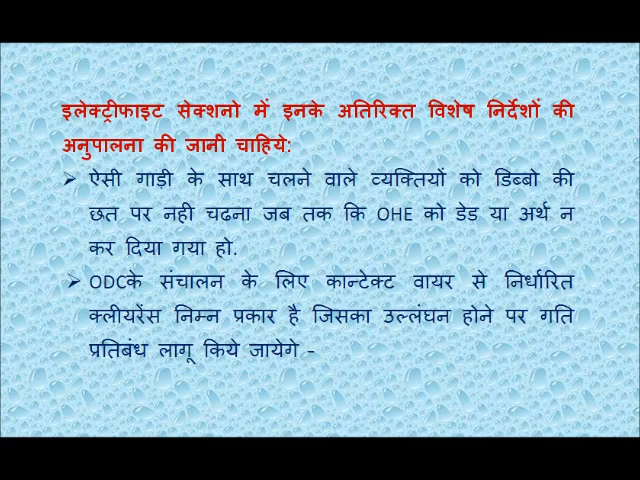 इलेक्ट्रीफाइट सेक्शनो में इनके अतिरिक्त विशेष निर्देशों की
अनुपालना की जानी चाहिये:
➢ ऐसी गाड़ी के साथ चलने वाले व्यक्तियों को डिब्बो की
छत पर नही चढना जब तक कि OHE को डेड या अर्थ न
कर दिया गया हो.
➢ ODCके संचालन के लिए कान्टेक्ट वायर से निर्धारित
क्लीयरेंस निम्न प्रकार है जिसका उल्लंघन होने पर गति
प्रतिबंध लागू किये जायेगे –